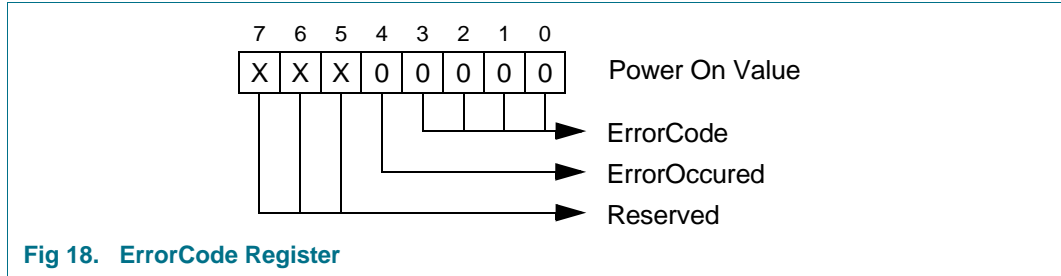 7 6 5 4 3 2 1 0
X X X 0 0 0 0 0 Power On Value
ErrorCode
ErrorOccured
Reserved
Fig 18. ErrorCode Register